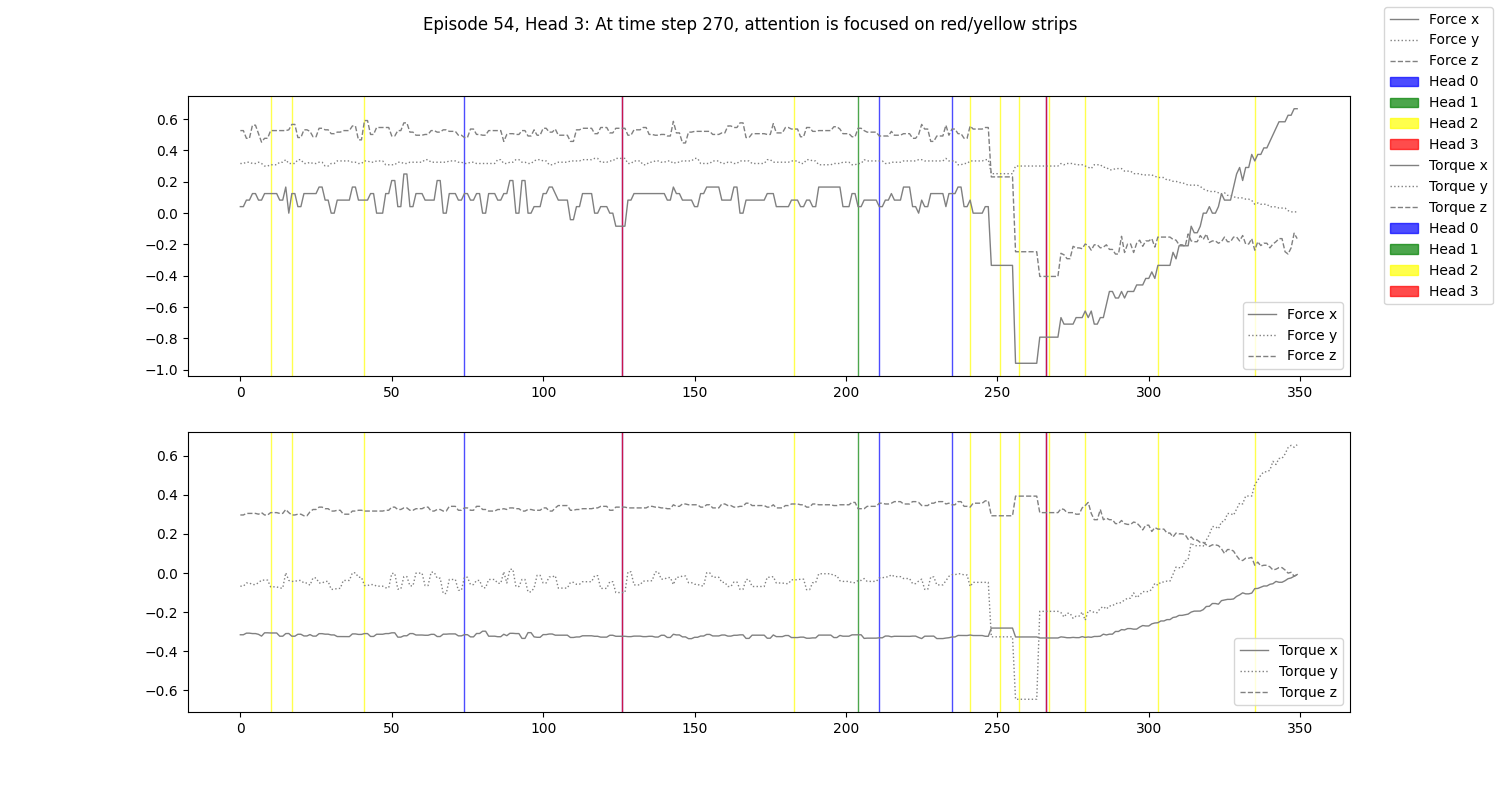 Episode 54, Head 3: At time step 270, attention is focused on red/yellow strips
Force x
Force y
Force z
Head 0
Head 1
Head 2
Head 3
Torque x
Torque y
Torque z
Head 0
Head 1
Head 2
Head 3
0.6
0.4
0.2
0.0
−0.2
−0.4
−0.6
−0.8
−1.0
Force x
Force y
Force z
0 50 100 150 200 250 300 350
0.6
0.4
0.2
0.0
−0.2
−0.4
−0.6
Torque x
Torque y
Torque z
0 50 100 150 200 250 300 350